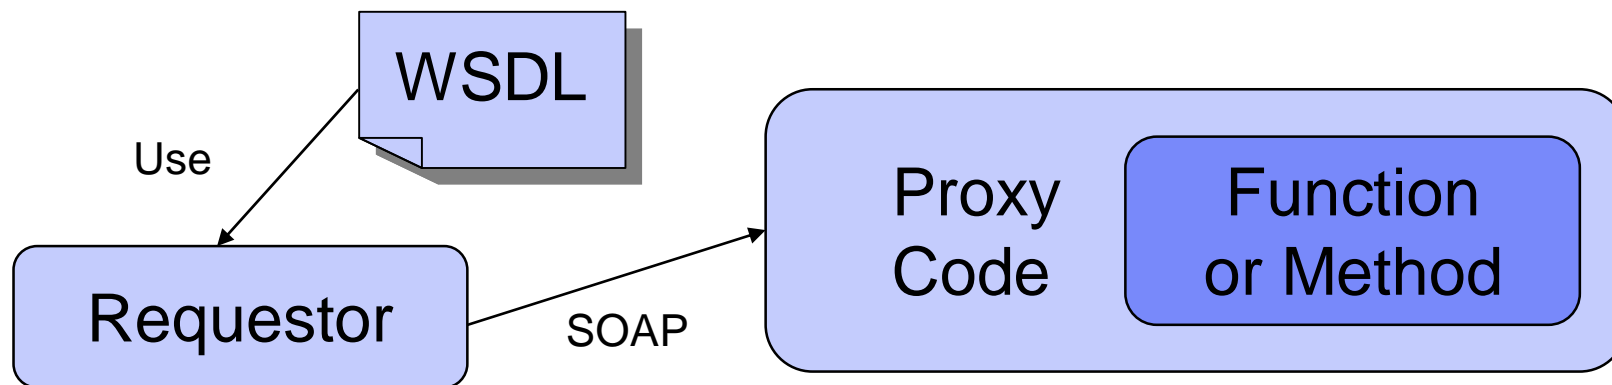 WSDL
Use
Proxy
Code
Function
or Method
Requestor
SOAP